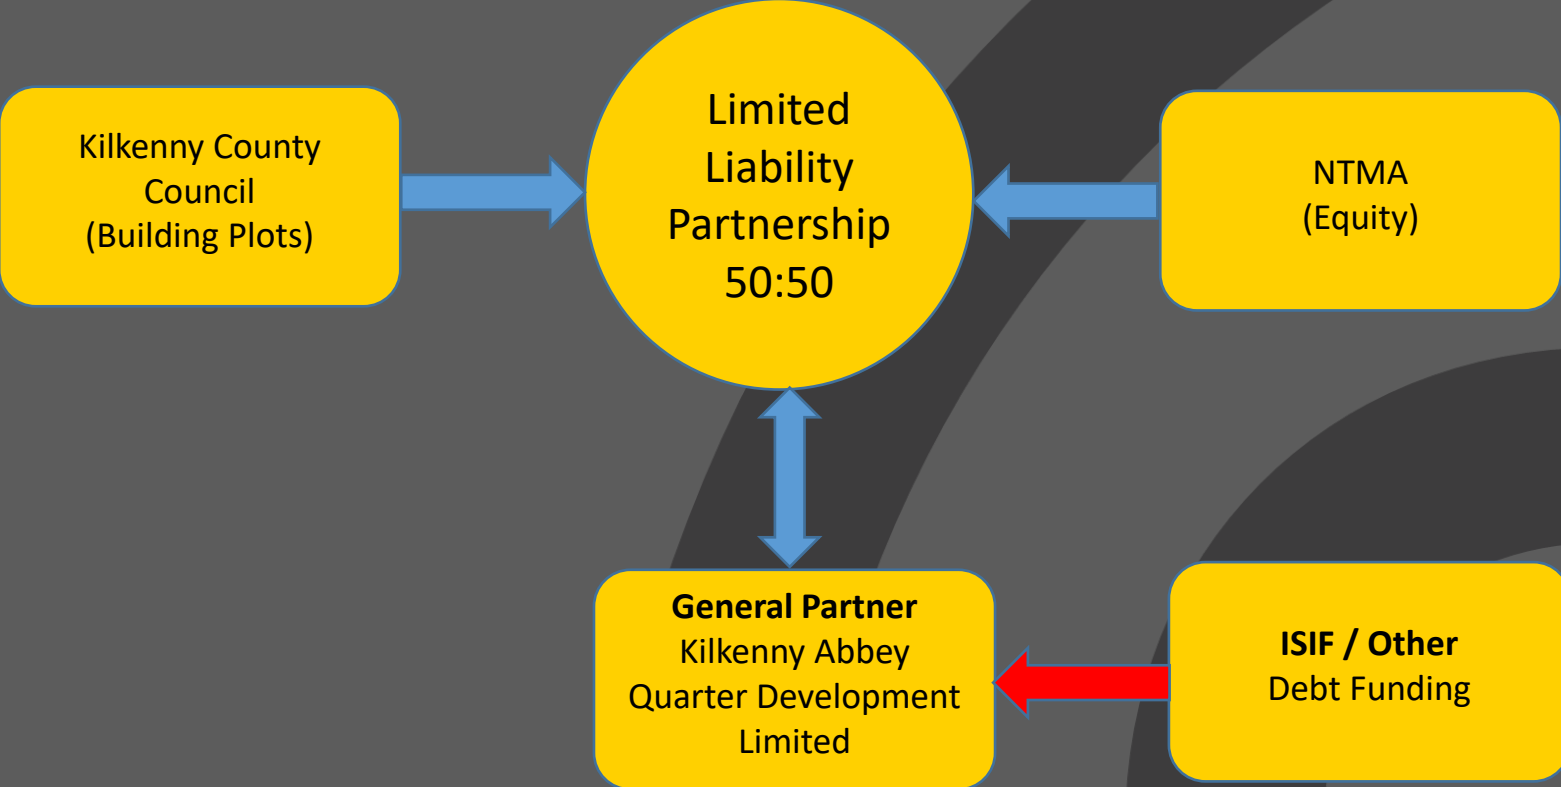 Kilkenny County
Council
(Building Plots)
Limited
Liability
Partnership
50:50
NTMA
(Equity)
General Partner
Kilkenny Abbey
Quarter Development
Limited
ISIF / Other
Debt Funding